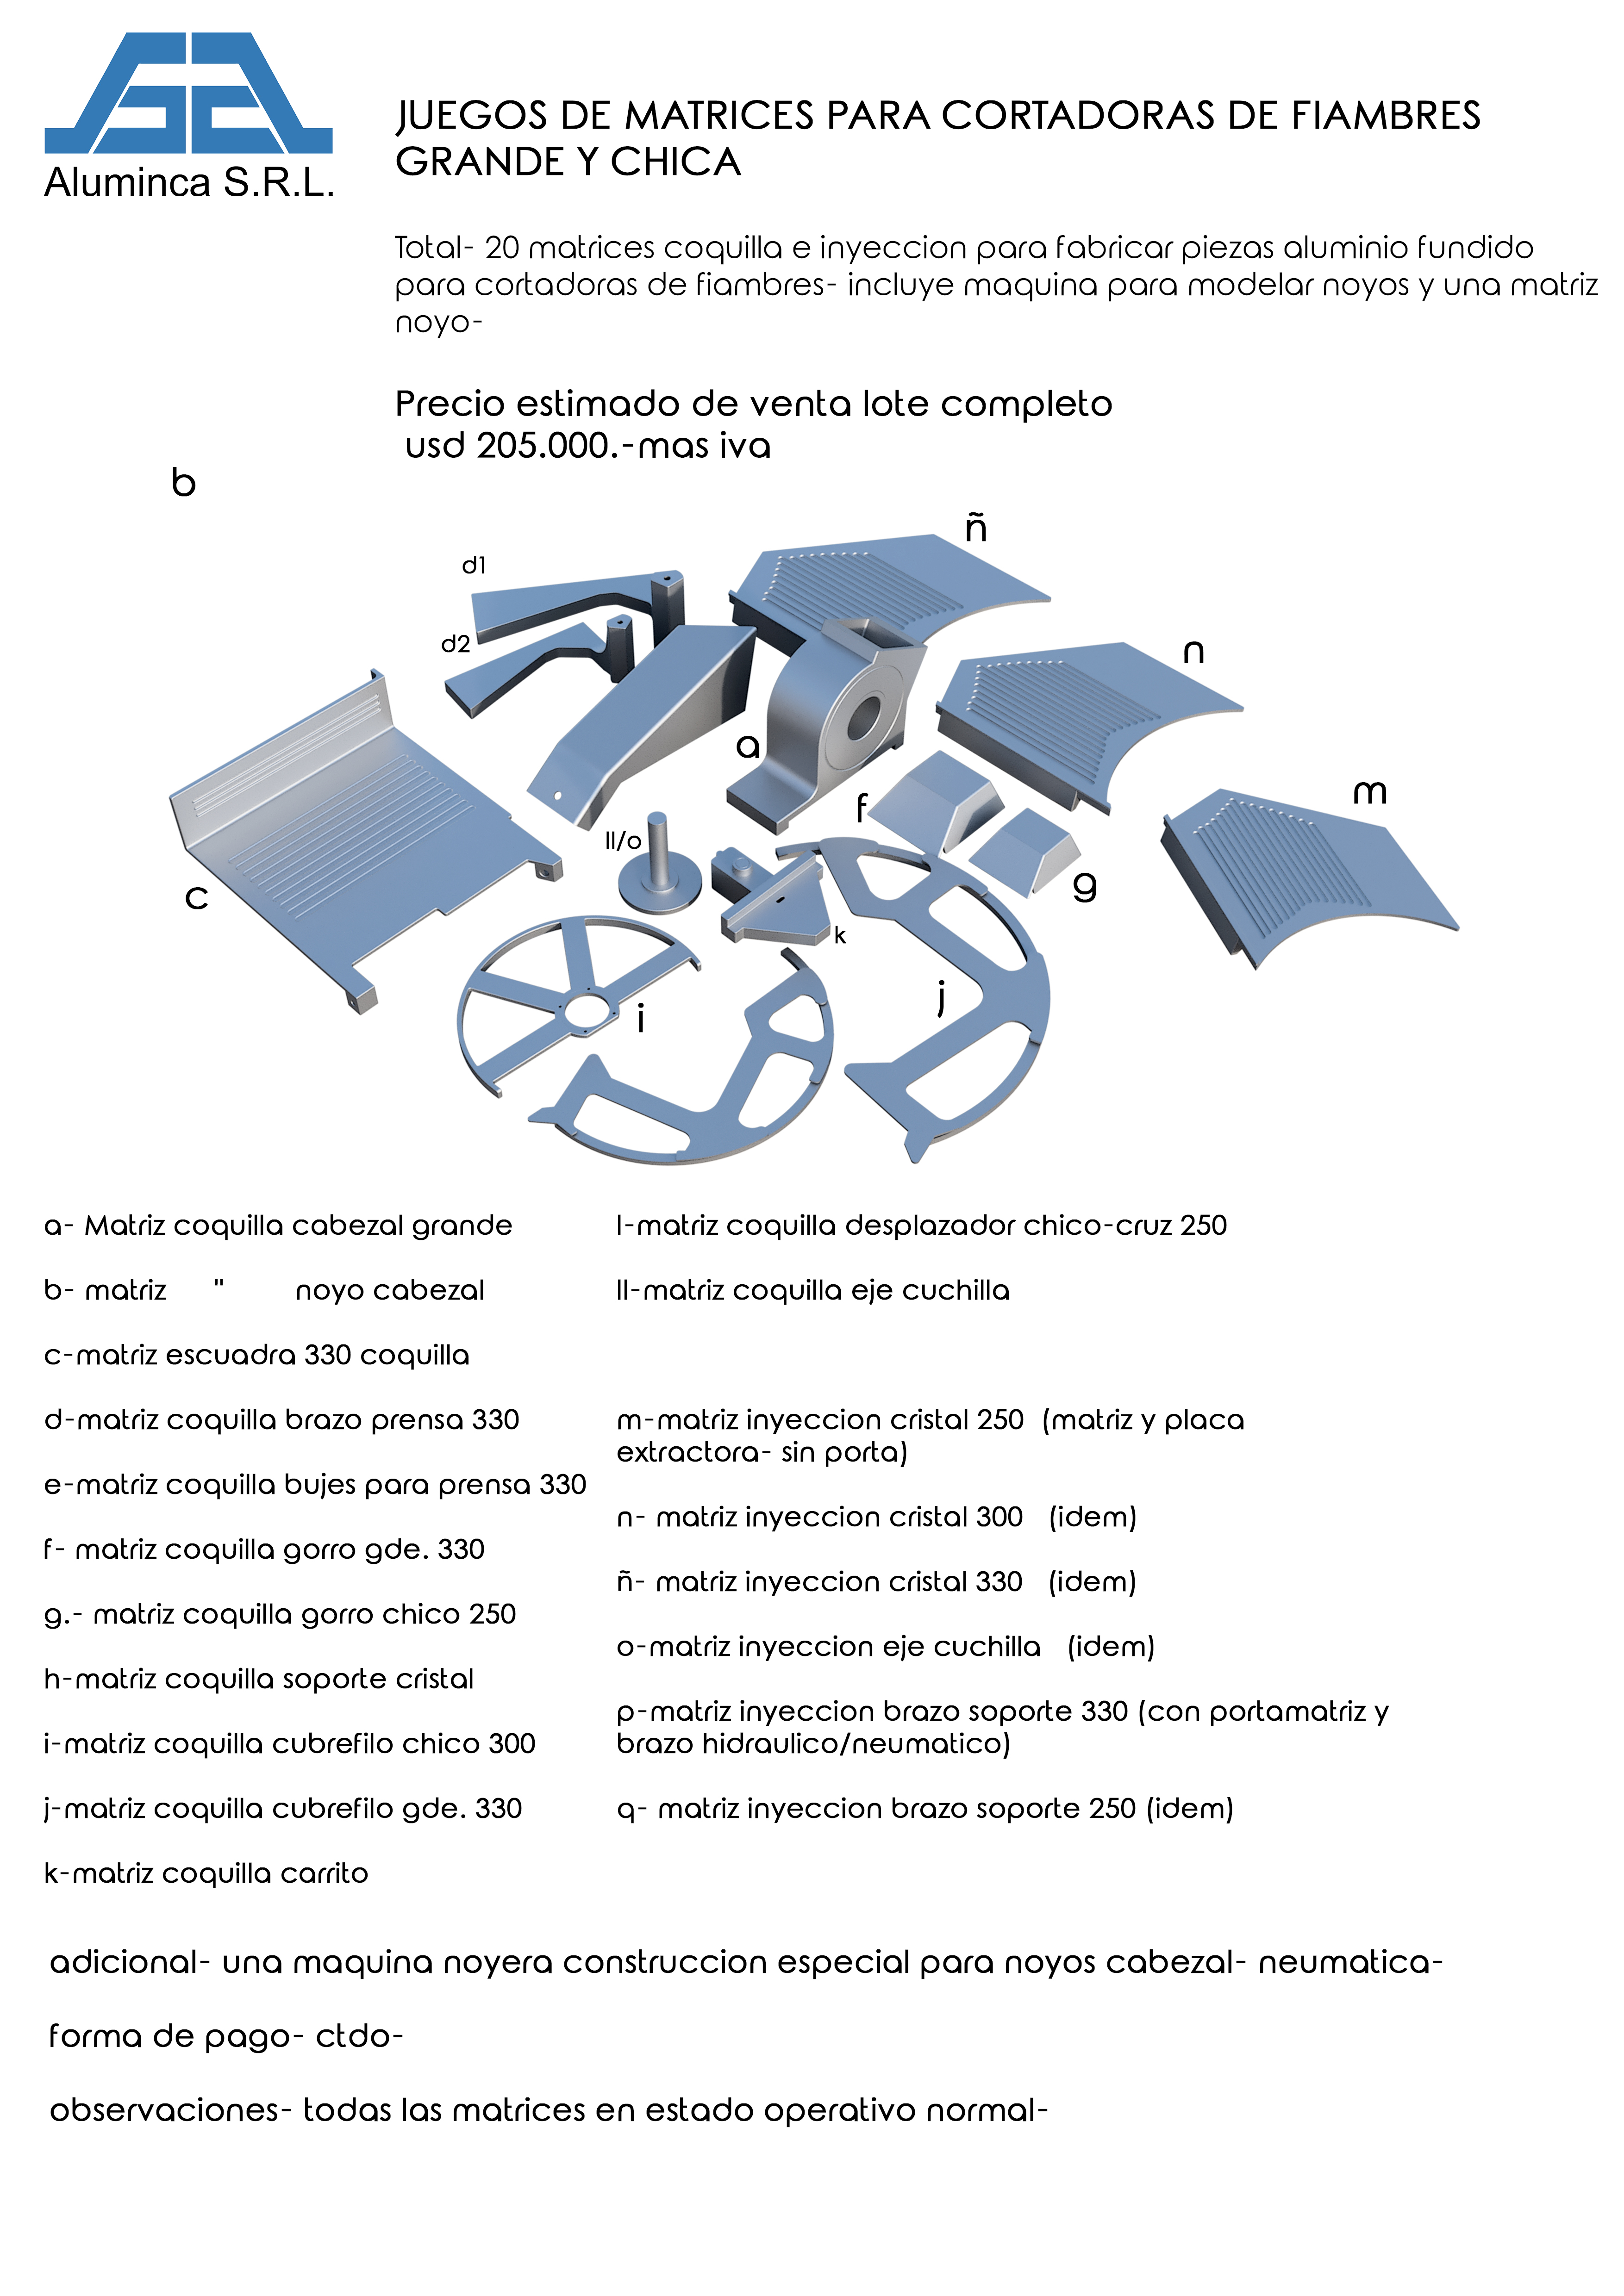 Aluminca S.R.L.
JUEGOS DE MATRICES PARA CORTADORAS DE FIAMBRES
GRANDE Y CHICA
Total- 20 matrices coquilla e inyeccion para fabricar piezas aluminio fundido
para cortadoras de fiambres- incluye maquina para modelar noyos y una matriz
noyo-
Precio estimado de venta lote completo
usd 205.000.-mas iva
b
ñ
d1
d2
n
a
m
f
ll/o
g
c
k
j
i
a- Matriz coquilla cabezal grande
b- matriz " noyo cabezal
c-matriz escuadra 330 coquilla
d-matriz coquilla brazo prensa 330
e-matriz coquilla bujes para prensa 330
f- matriz coquilla gorro gde. 330
g.- matriz coquilla gorro chico 250
h-matriz coquilla soporte cristal
i-matriz coquilla cubrefilo chico 300
j-matriz coquilla cubrefilo gde. 330
k-matriz coquilla carrito
l-matriz coquilla desplazador chico-cruz 250
ll-matriz coquilla eje cuchilla
m-matriz inyeccion cristal 250 (matriz y placa
extractora- sin porta)
n- matriz inyeccion cristal 300 (idem)
ñ- matriz inyeccion cristal 330 (idem)
o-matriz inyeccion eje cuchilla (idem)
p-matriz inyeccion brazo soporte 330 (con portamatriz y
brazo hidraulico/neumatico)
q- matriz inyeccion brazo soporte 250 (idem)
adicional- una maquina noyera construccion especial para noyos cabezal- neumatica-
forma de pago- ctdo-
observaciones- todas las matrices en estado operativo normal-